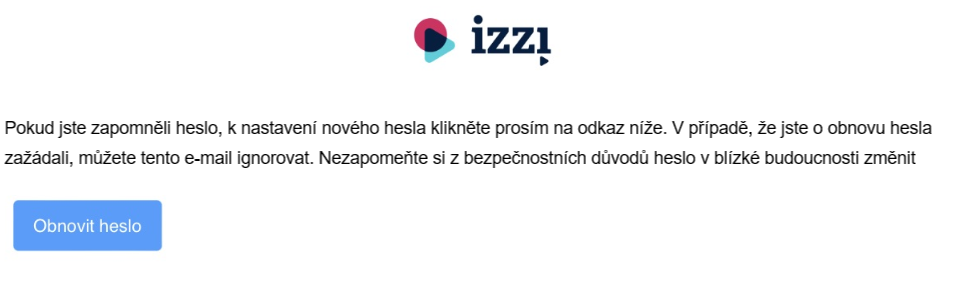 izzi
Pokud jste zapomněli heslo, k nastavení nového hesla klikněte prosím na odkaz níže. V případě, že jste o obnovu hesla
zažádali, můžete tento e-mail ignorovat. Nezapomeňte si z bezpečnostních důvodů heslo v blízké budoucnosti změnit
Obnovit heslo